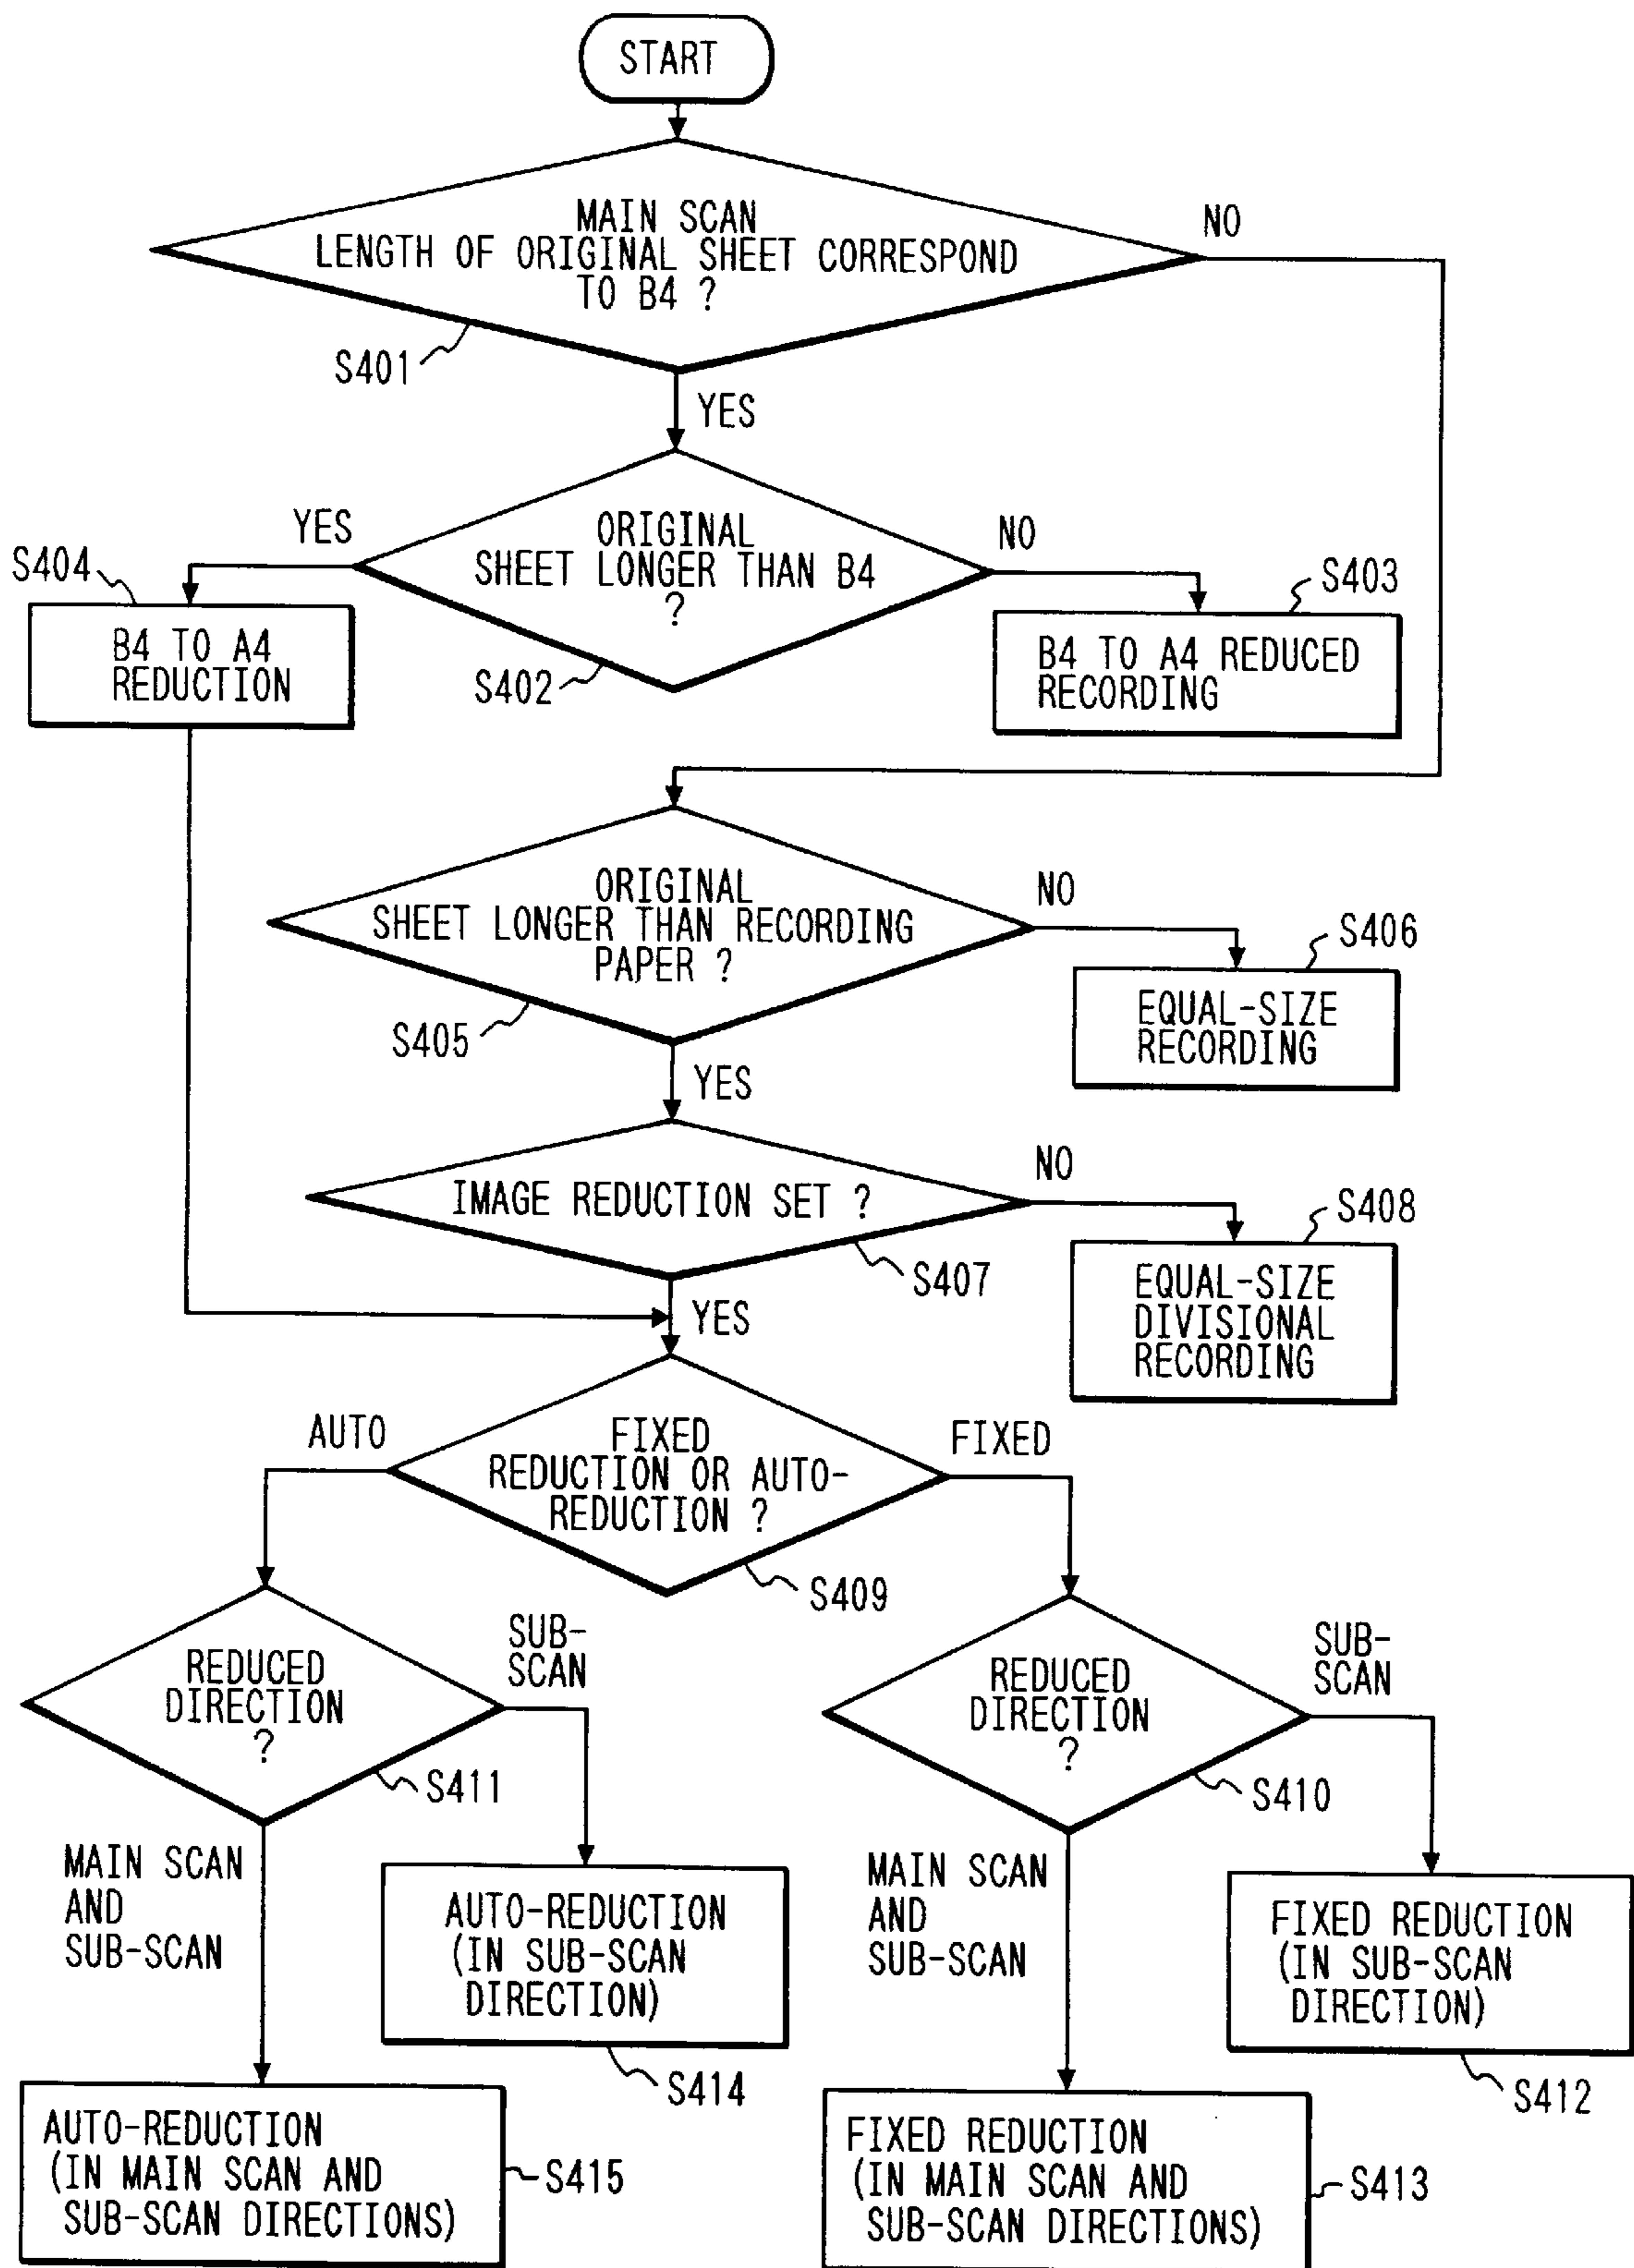 START
MAIN SCAN
LENGTH OF ORIGINAL SHEET CORRESPOND
TO B4 ?
NO
S401
YES
ORIGINAL
SHEET LONGER THAN B4
?
YES
NO
S402
S404
B4 TO A4
REDUCTION
S403
B4 TO A4 REDUCED
RECORDING
ORIGINAL
SHEET LONGER THAN RECORDING
PAPER ?
NO
S405
S406
EQUAL-SIZE
RECORDING
YES
IMAGE REDUCTION SET ?
NO
S407
S408
EQUAL-SIZE
DIVISIONAL
RECORDING
YES
FIXED
REDUCTION OR AUTO-
REDUCTION ?
AUTO
FIXED
S409
REDUCED
DIRECTION
?
SUB-
SCAN
S411
MAIN SCAN
AND
SUB-SCAN
AUTO-REDUCTION
(IN SUB-SCAN
DIRECTION)
S414
AUTO-REDUCTION
(IN MAIN SCAN AND
SUB-SCAN DIRECTIONS)
S415
REDUCED
DIRECTION
?
SUB-
SCAN
S410
MAIN SCAN
AND
SUB-SCAN
FIXED REDUCTION
(IN SUB-SCAN
DIRECTION)
S412
FIXED REDUCTION
(IN MAIN SCAN AND
SUB-SCAN DIRECTIONS)
S413